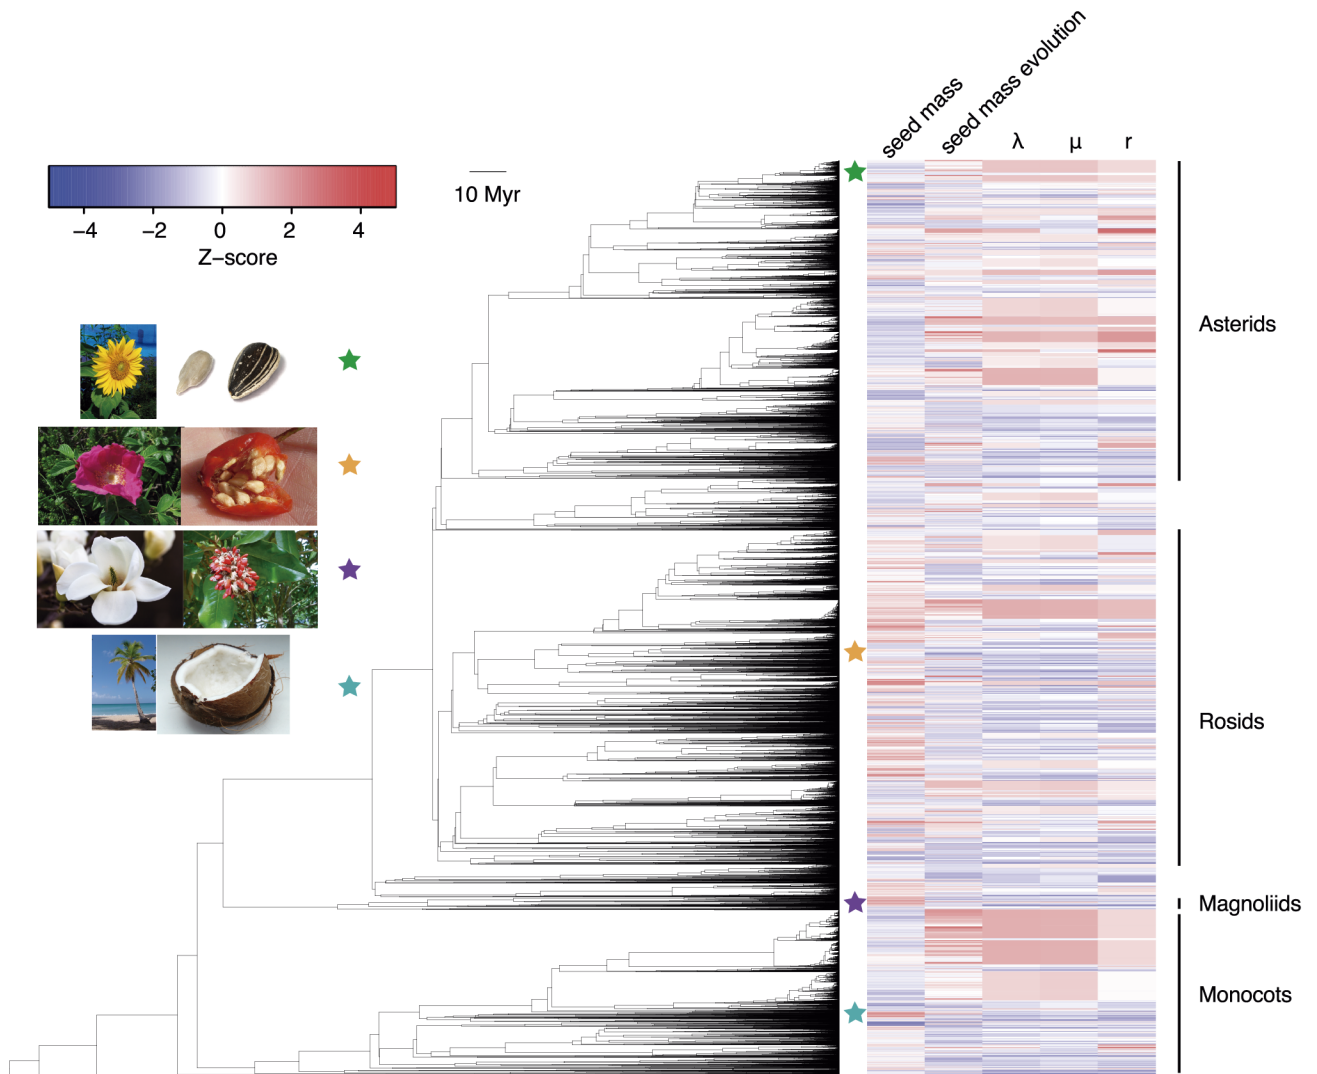 seed mass
seed mass evolution
λ
μ
r
−4 −2 0 2 4
Z−score
10 Myr
Asterids
Rosids
Magnoliids
Monocots